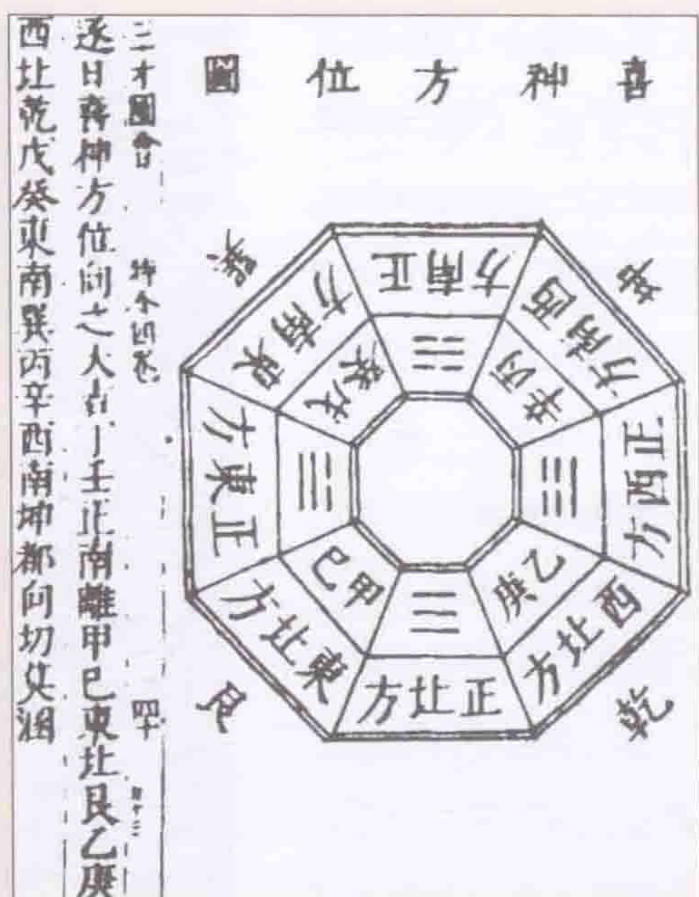 喜神方位圖
坤
巽
正南方
西南方
東南方
丙辛
戊癸
正西方
正東方
乙庚
甲巳
西北方
東北方
正北方
乾
艮
三才圖會
四十
逐日喜神方位向之大吉丁壬正南離甲巳東北艮乙庚
西北乾戊癸東南巽丙辛西南坤都向切莫